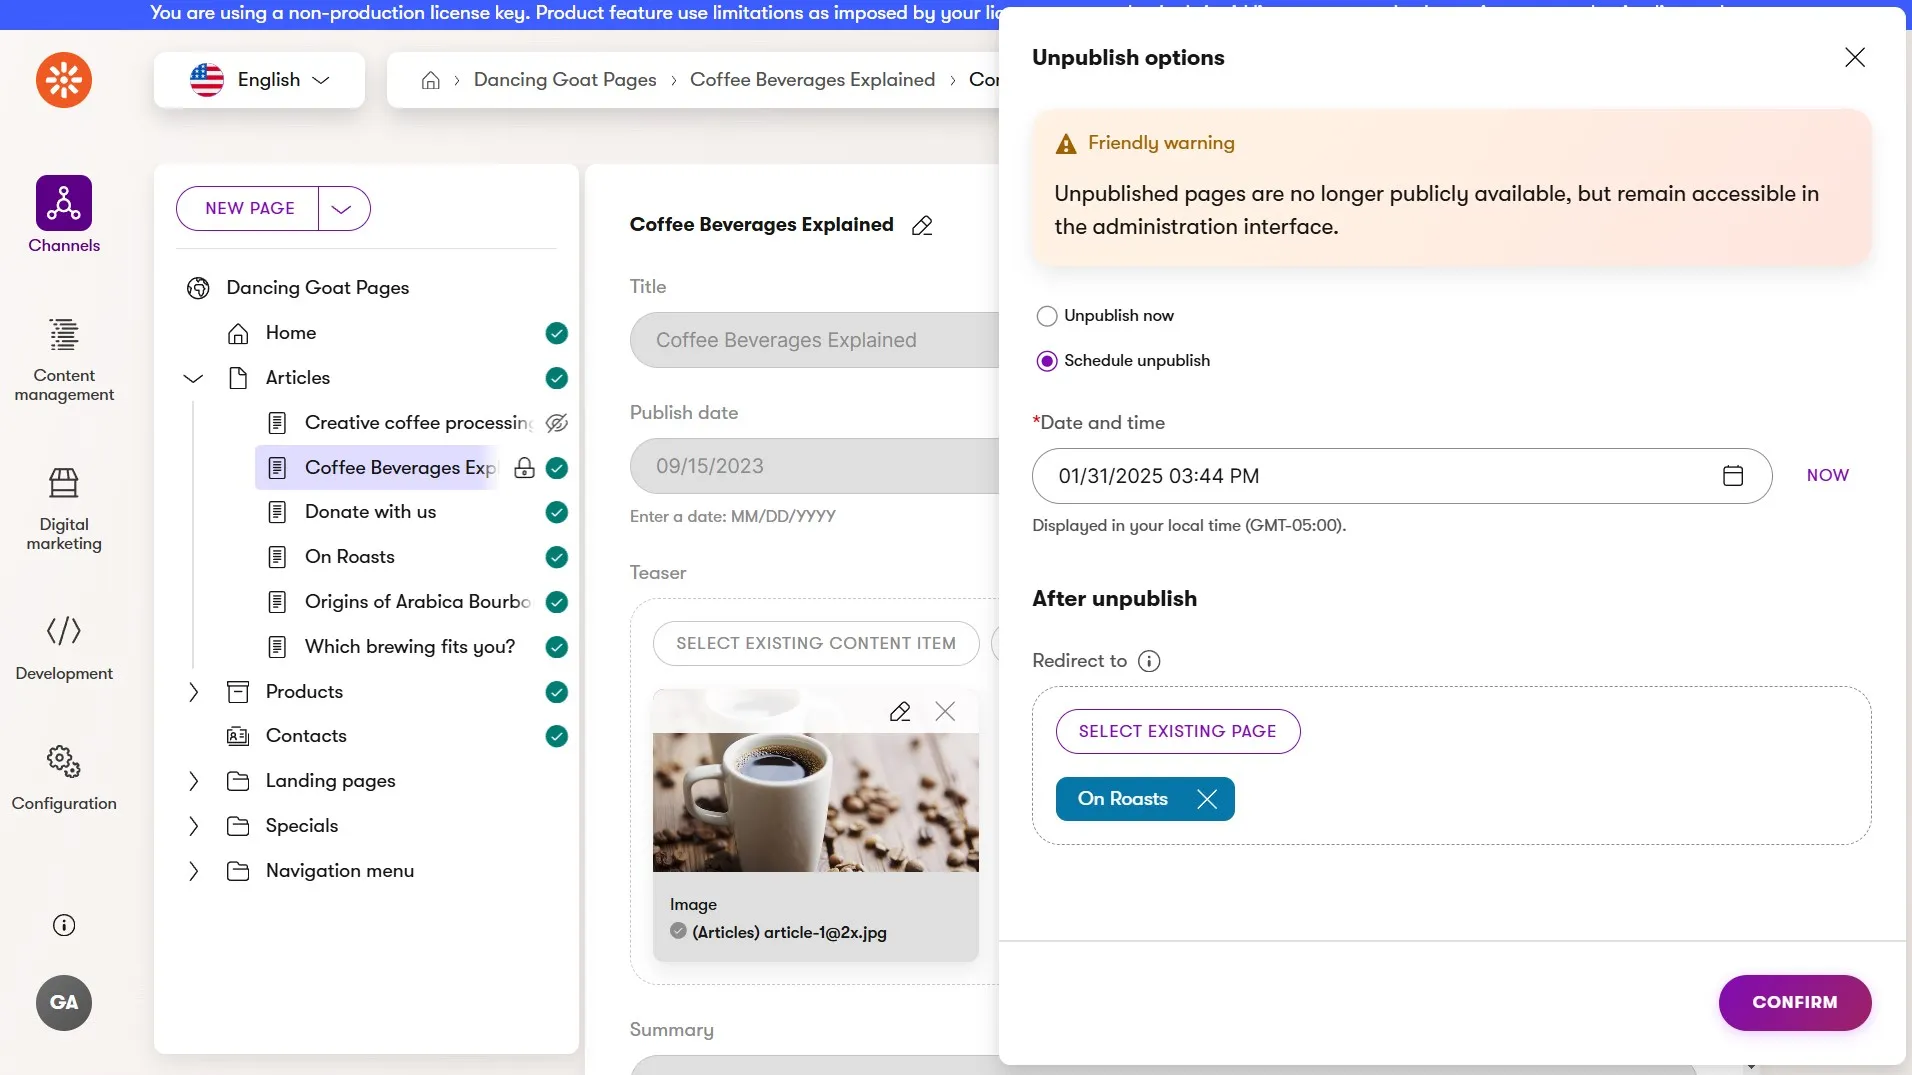 You are using a non-production license key. Product feature use limitations as imposed by your
English
Dancing Goat Pages
Coffee Beverages Explained
Channels
Content
management
Digital
marketing
Development
Configuration
GA
NEW PAGE
Dancing Goat Pages
Home
Articles
Creative coffee processing
Coffee Beverages Exp
Donate with us
On Roasts
Origins of Arabica Bourbo
Which brewing fits you?
Products
Contacts
Landing pages
Specials
Navigation menu
Coffee Beverages Explained
Title
Coffee Beverages Explained
Publish date
09/15/2023
Enter a date: MM/DD/YYYY
Teaser
SELECT EXISTING CONTENT ITEM
Image
(Articles) article-1@2x.jpg
Summary
Unpublish options
Friendly warning
Unpublished pages are no longer publicly available, but remain accessible in
the administration interface.
Unpublish now
Schedule unpublish
*Date and time
01/31/2025 03:44 PM
NOW
Displayed in your local time (GMT-05:00).
After unpublish
Redirect to
SELECT EXISTING PAGE
On Roasts
CONFIRM